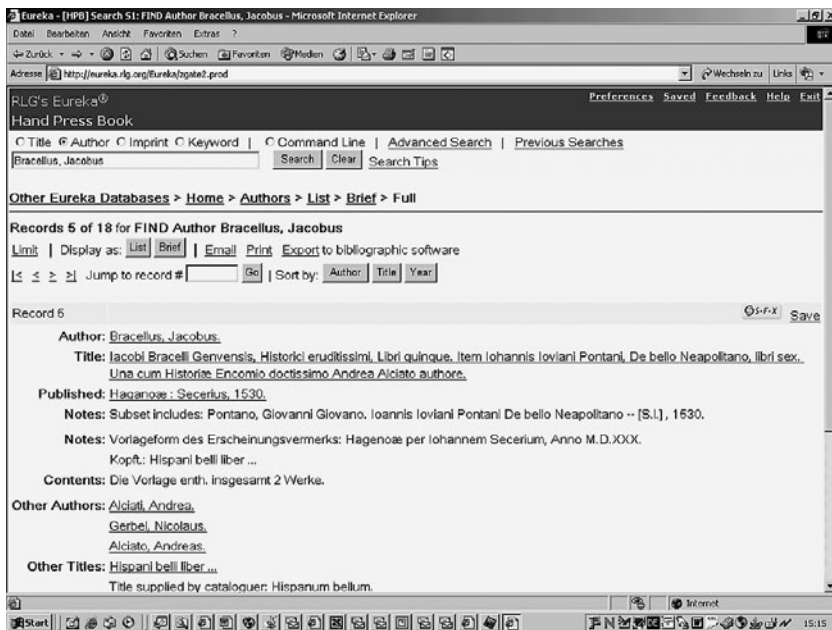 Eureka - [HPB] Search S1: FIND Author Bracellus, Jacobus - Microsoft Internet Explorer
Datei Bearbeiten Ansicht Favoriten Extras ?
Zurück Suchen Favoriten Medien
Adresse http://eureka.rlg.org/Eureka/zgate2.prod Wechseln zu Links
RLG's Eureka® Preferences Saved Feedback Help Exit
Hand Press Book
Title Author Imprint Keyword | Command Line | Advanced Search | Previous Searches
Bracellus, Jacobus Search Clear Search Tips
Other Eureka Databases > Home > Authors > List > Brief > Full
Records 5 of 18 for FIND Author Bracellus, Jacobus
Limit | Display as: List Brief | Email Print Export to bibliographic software
|< < > >| Jump to record # Go | Sort by: Author Title Year
Record 5 S-F-X Save
Author: Bracellus, Jacobus.
Title: Iacobi Bracelli Genvensis, Historici eruditissimi, Libri quinque. Item Iohannis Ioviani Pontani, De bello Neapolitano, libri sex.
Una cum Historiæ Encomio doctissimo Andrea Alciato authore.
Published: Haganoæ : Secerius, 1530.
Notes: Subset includes: Pontano, Giovanni Giovano. Ioannis Ioviani Pontani De bello Neapolitano -- [S.l.], 1530.
Notes: Vorlageform des Erscheinungsvermerks: Hagenoæ per Iohannem Secerium, Anno M.D.XXX.
Kopft.: Hispani belli liber ...
Contents: Die Vorlage enth. insgesamt 2 Werke.
Other Authors: Alciati, Andrea.
Gerbel, Nicolaus.
Alciato, Andreas.
Other Titles: Hispani belli liber ...
Title supplied by cataloguer: Hispanum bellum.
Internet
Start 15:15